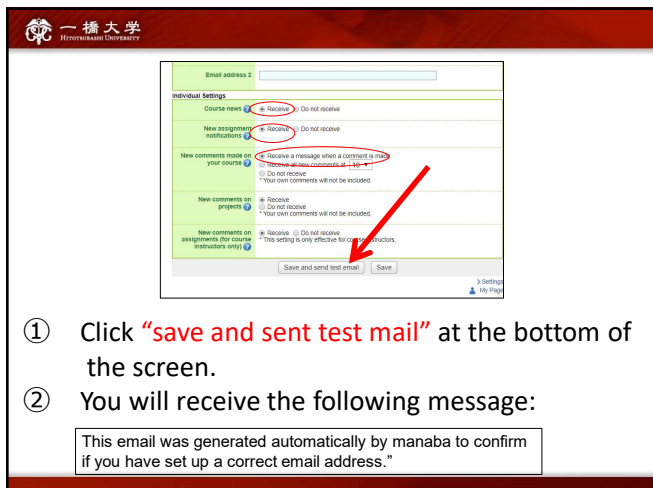 一橋大学
HITOTSUBASHI UNIVERSITY
Email address 2
Individual Settings
Course news ? Receive Do not receive
New assignment notifications ? Receive Do not receive
New comments made on your course ? Receive a message when a comment is made
Receive all new comments at 10
Do not receive
* Your own comments will not be included.
New comments on projects ? Receive
Do not receive
* Your own comments will not be included.
New comments on assignments (for course instructors only) ? Receive Do not receive
* This setting is only effective for course instructors.
Save and send test email Save
Settings
My Page
① Click “save and sent test mail” at the bottom of
the screen.
② You will receive the following message:
This email was generated automatically by manaba to confirm
if you have set up a correct email address.”